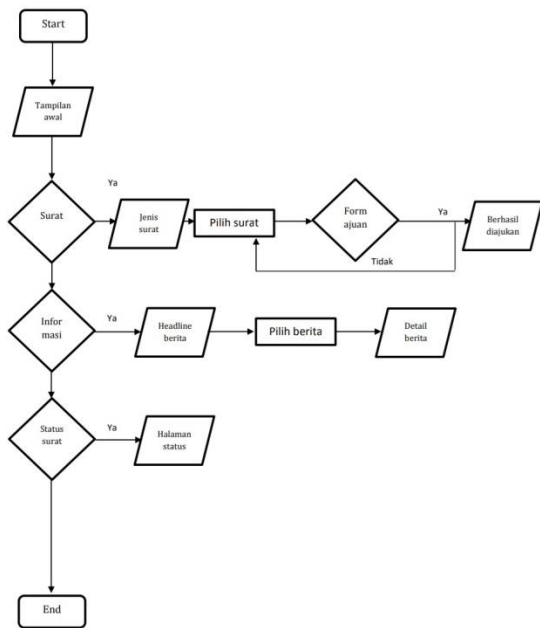 Start
Tampilan
awal
Surat
Ya
Jenis
surat
Pilih surat
Form
ajuan
Ya
Berhasil
diajukan
Tidak
Infor
masi
Ya
Headline
berita
Pilih berita
Detail
berita
Status
surat
Ya
Halaman
status
End